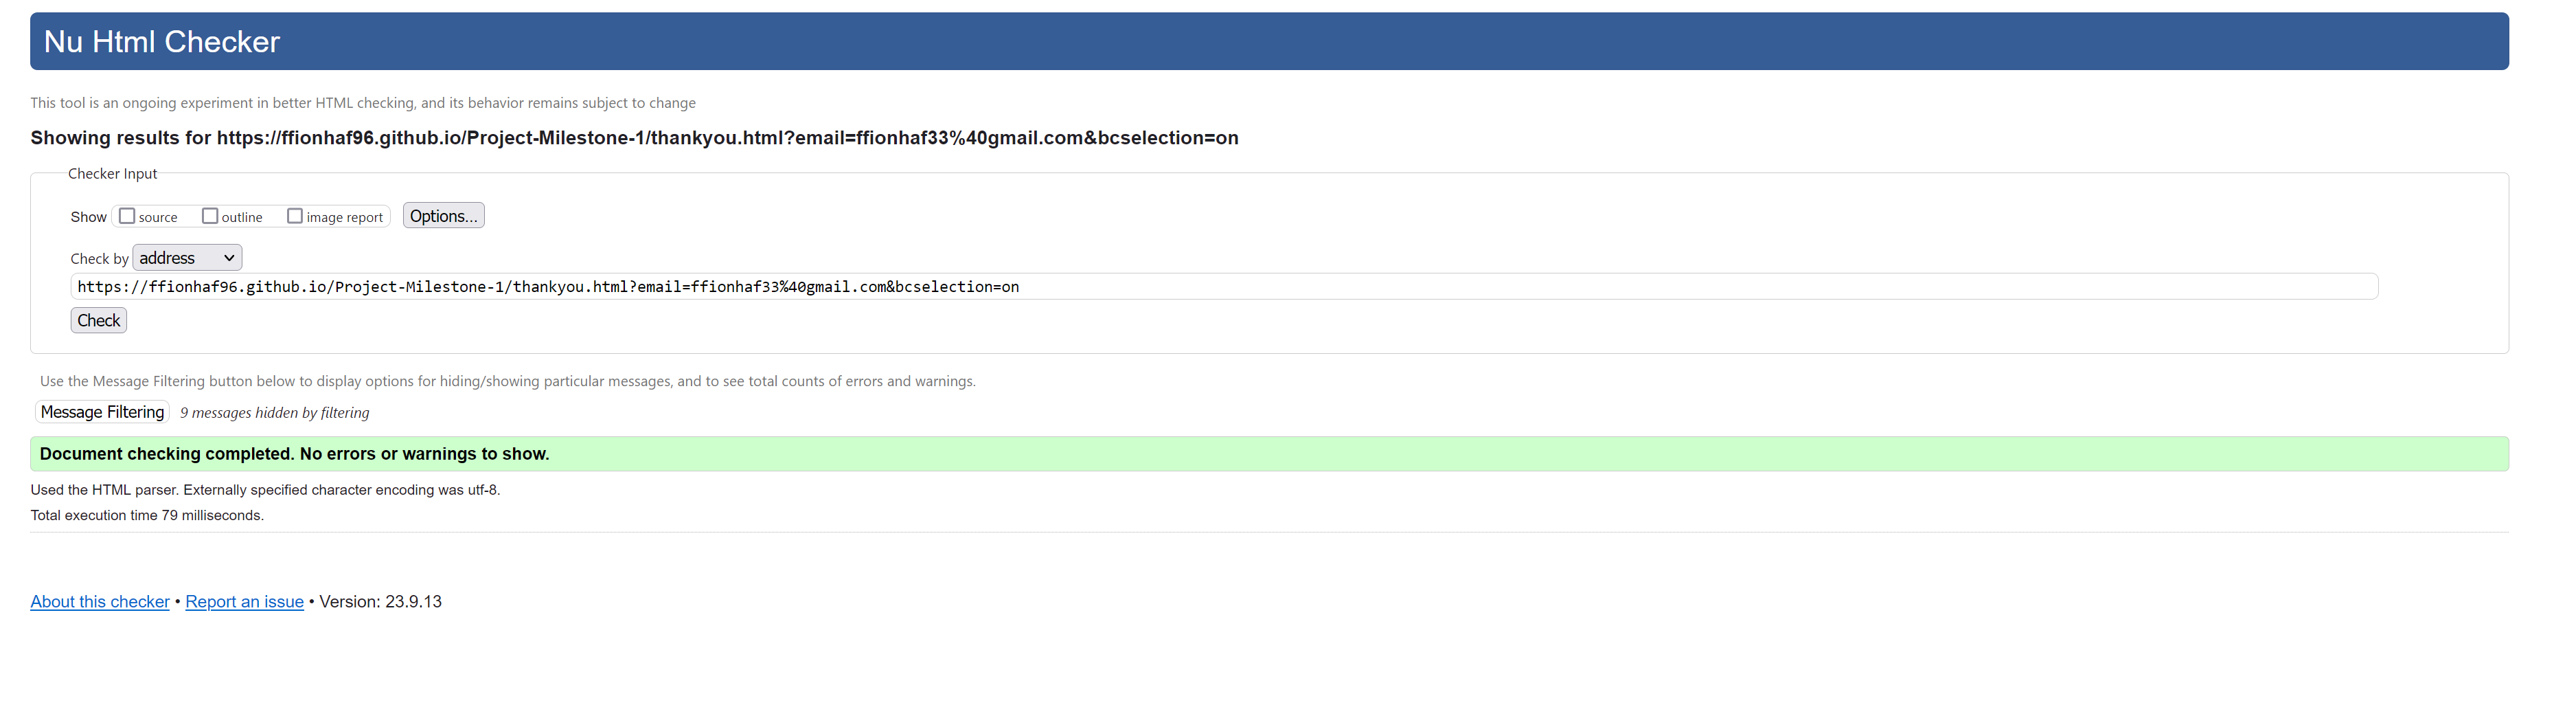 Nu Html Checker
This tool is an ongoing experiment in better HTML checking, and its behavior remains subject to change
Showing results for https://ffionhaf96.github.io/Project-Milestone-1/thankyou.html?email=ffionhaf33%40gmail.com&bcselection=on
Checker Input
Show source outline image report Options...
Check by address
https://ffionhaf96.github.io/Project-Milestone-1/thankyou.html?email=ffionhaf33%40gmail.com&bcselection=on
Check
Use the Message Filtering button below to display options for hiding/showing particular messages, and to see total counts of errors and warnings.
Message Filtering 9 messages hidden by filtering
Document checking completed. No errors or warnings to show.
Used the HTML parser. Externally specified character encoding was utf-8.
Total execution time 79 milliseconds.
About this checker • Report an issue • Version: 23.9.13